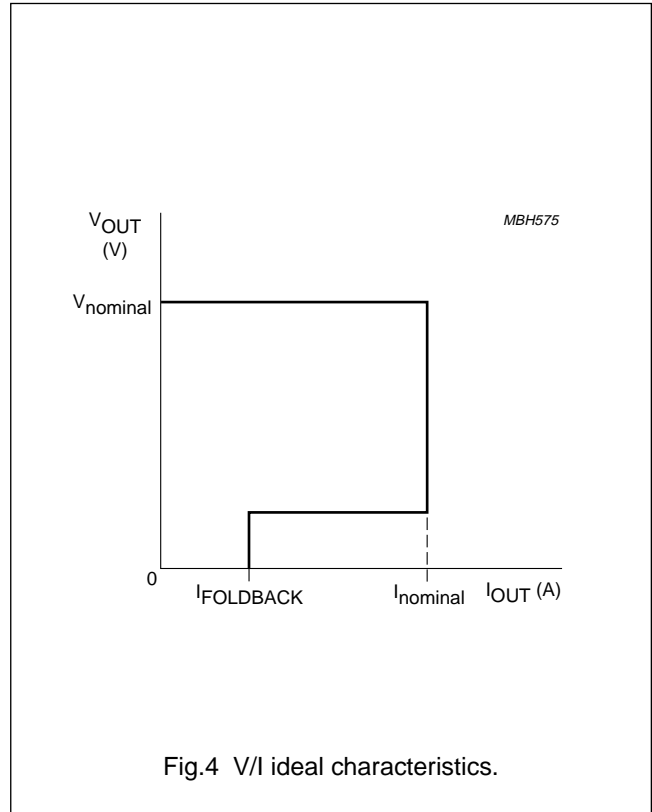 VOUT
(V)
MBH575
Vnominal
0
IFOLDBACK
Inominal
IOUT (A)
Fig.4 V/I ideal characteristics.